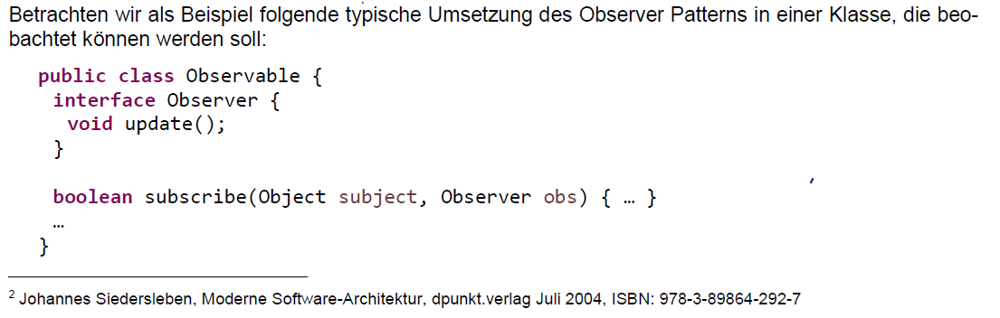 Betrachten wir als Beispiel folgende typische Umsetzung des Observer Patterns in einer Klasse, die beo-
bachtet können werden soll:
public class Observable {
interface Observer {
void update();
}
boolean subscribe(Object subject, Observer obs) { … }
…
}
2 Johannes Siedersleben, Moderne Software-Architektur, dpunkt.verlag Juli 2004, ISBN: 978-3-89864-292-7